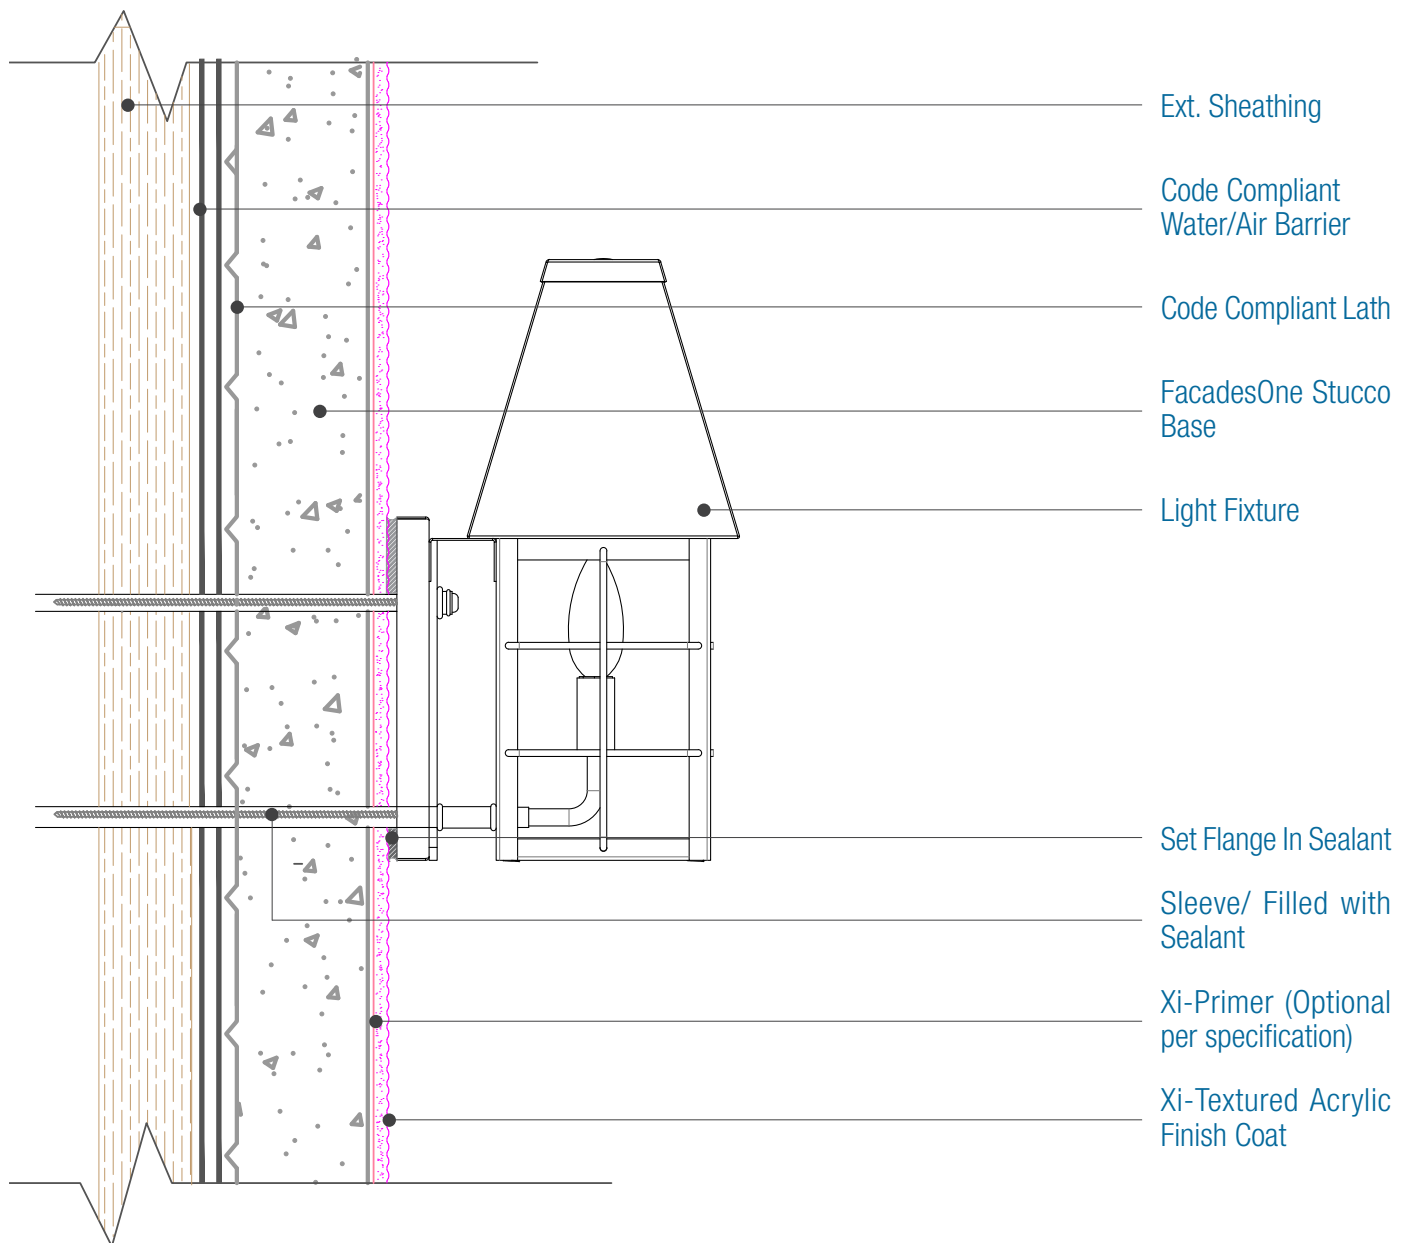 Ext. Sheathing
Code Compliant
Water/Air Barrier
Code Compliant Lath
FacadesOne Stucco
Base
Light Fixture
Set Flange In Sealant
Sleeve/ Filled with
Sealant
Xi-Primer (Optional
per specification)
Xi-Textured Acrylic
Finish Coat